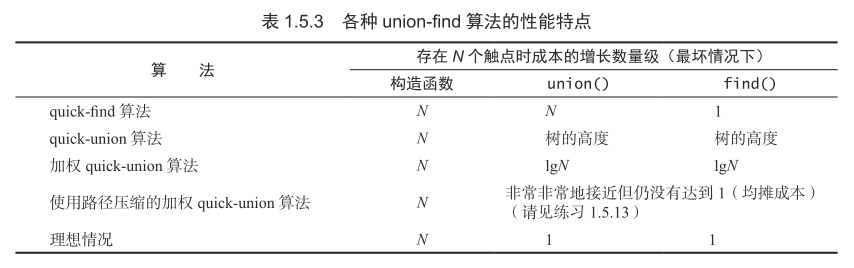 表 1.5.3 各种 union-find 算法的性能特点
算 法 存在 N 个触点时成本的增长数量级（最坏情况下）
构造函数 union() find()
quick-find 算法 N N 1
quick-union 算法 N 树的高度 树的高度
加权 quick-union 算法 N lgN lgN
使用路径压缩的加权 quick-union 算法 N 非常非常地接近但仍没有达到 1（均摊成本）
（请见练习 1.5.13）
理想情况 N 1 1